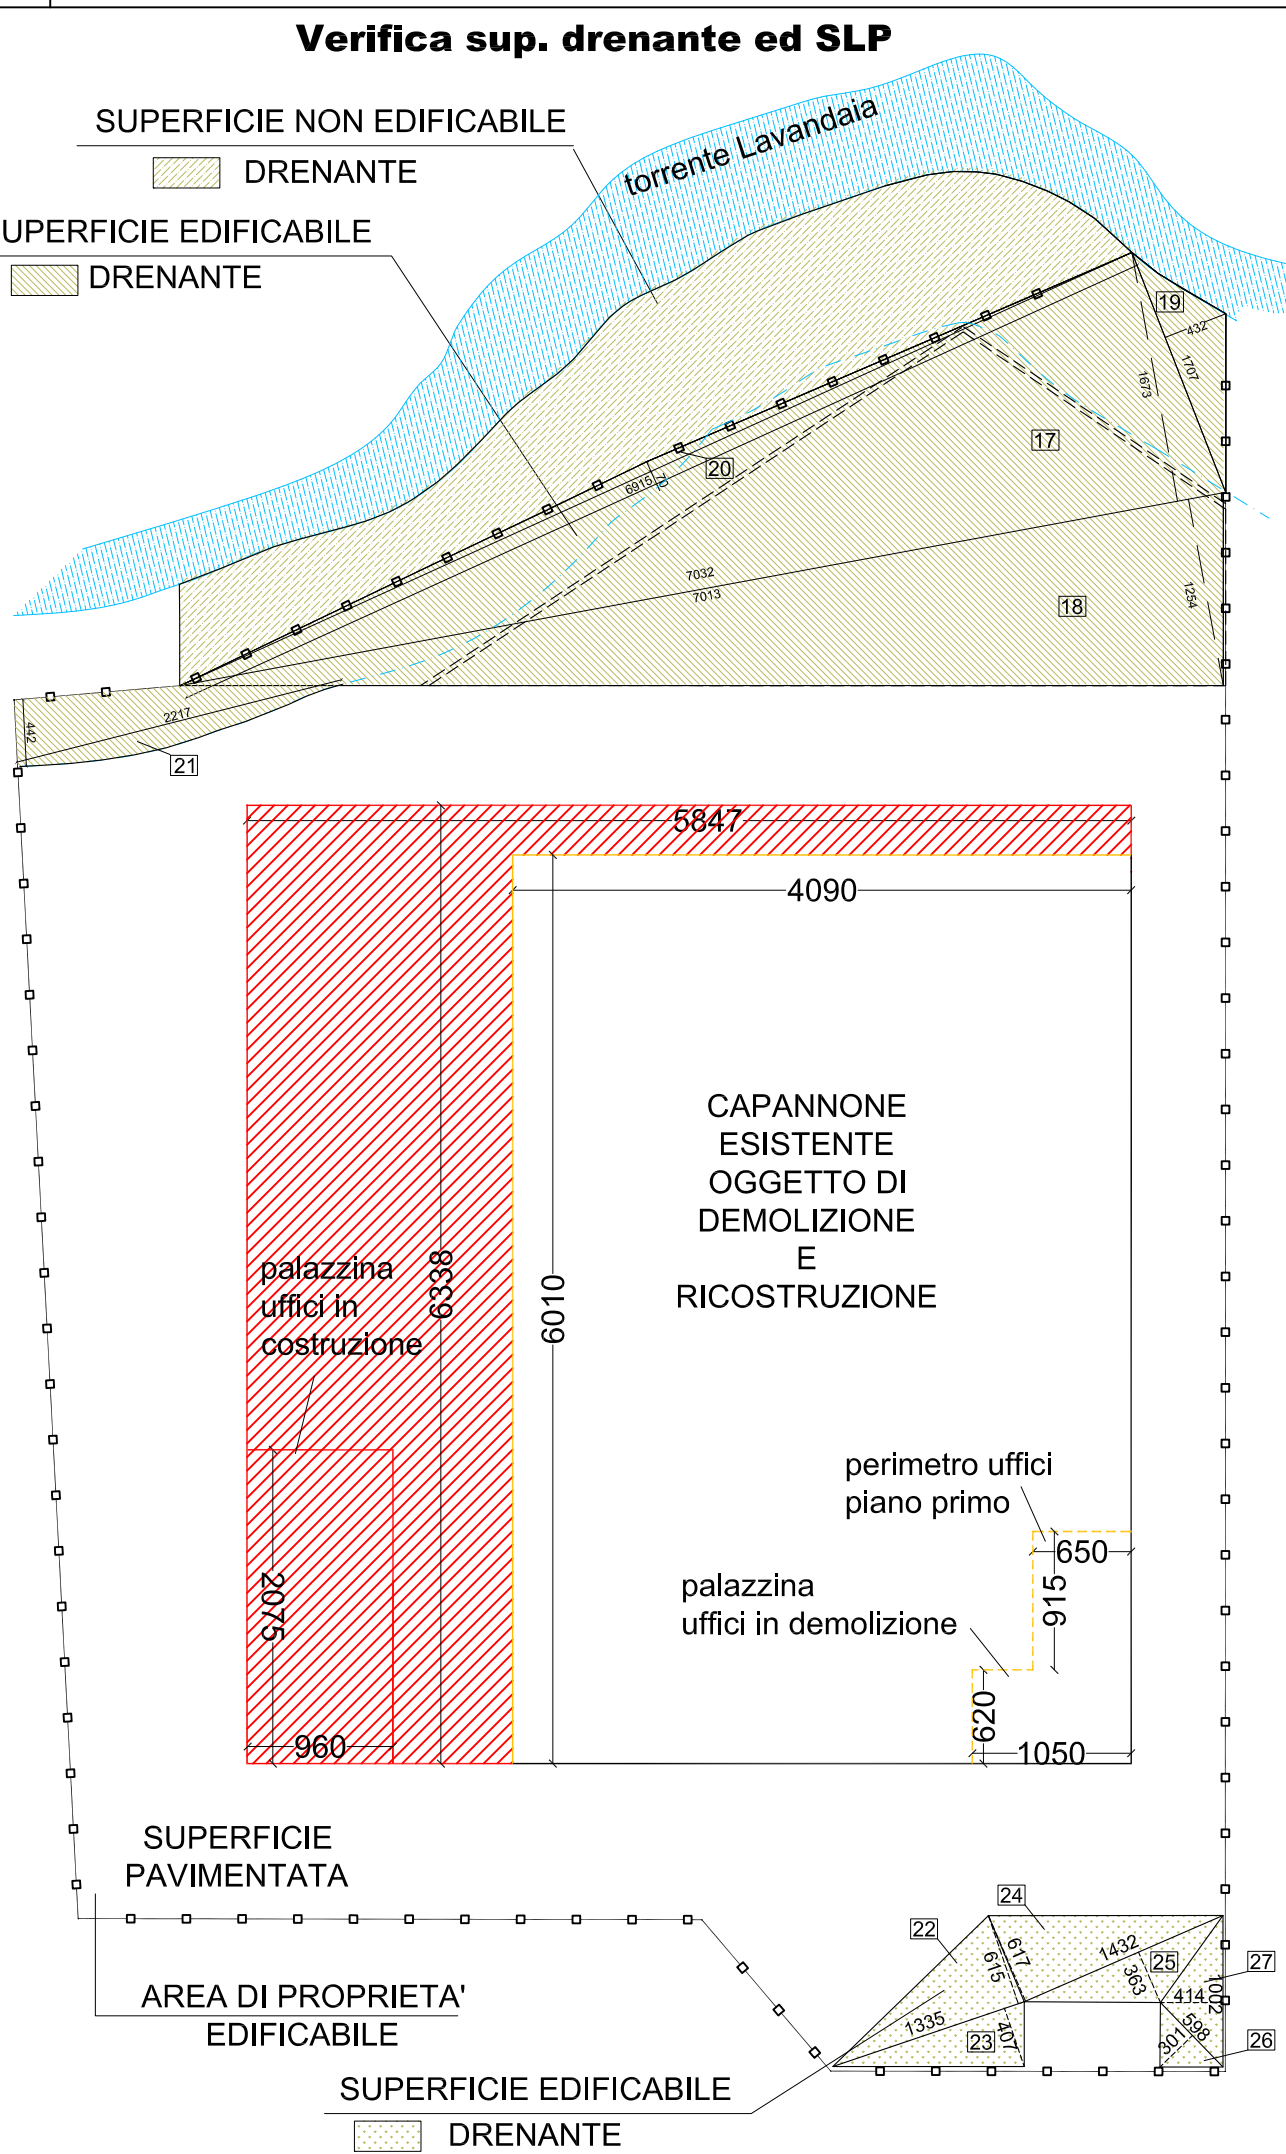 Verifica sup. drenante ed SLP
SUPERFICIE NON EDIFICABILE
DRENANTE
torrente Lavandaia
UPERFICIE EDIFICABILE
DRENANTE
19
432
1707
1673
17
20
6915
70
7032
7013
1254
18
2217
442
21
5847
4090
CAPANNONE
ESISTENTE
OGGETTO DI
DEMOLIZIONE
E
RICOSTRUZIONE
palazzina
uffici in
costruzione
6338
6010
perimetro uffici
piano primo
650
915
palazzina
uffici in demolizione
2075
620
960
1050
SUPERFICIE
PAVIMENTATA
24
22
617
615
1432
25
363
27
414
1002
AREA DI PROPRIETA'
EDIFICABILE
1335
407
23
301
598
26
SUPERFICIE EDIFICABILE
DRENANTE